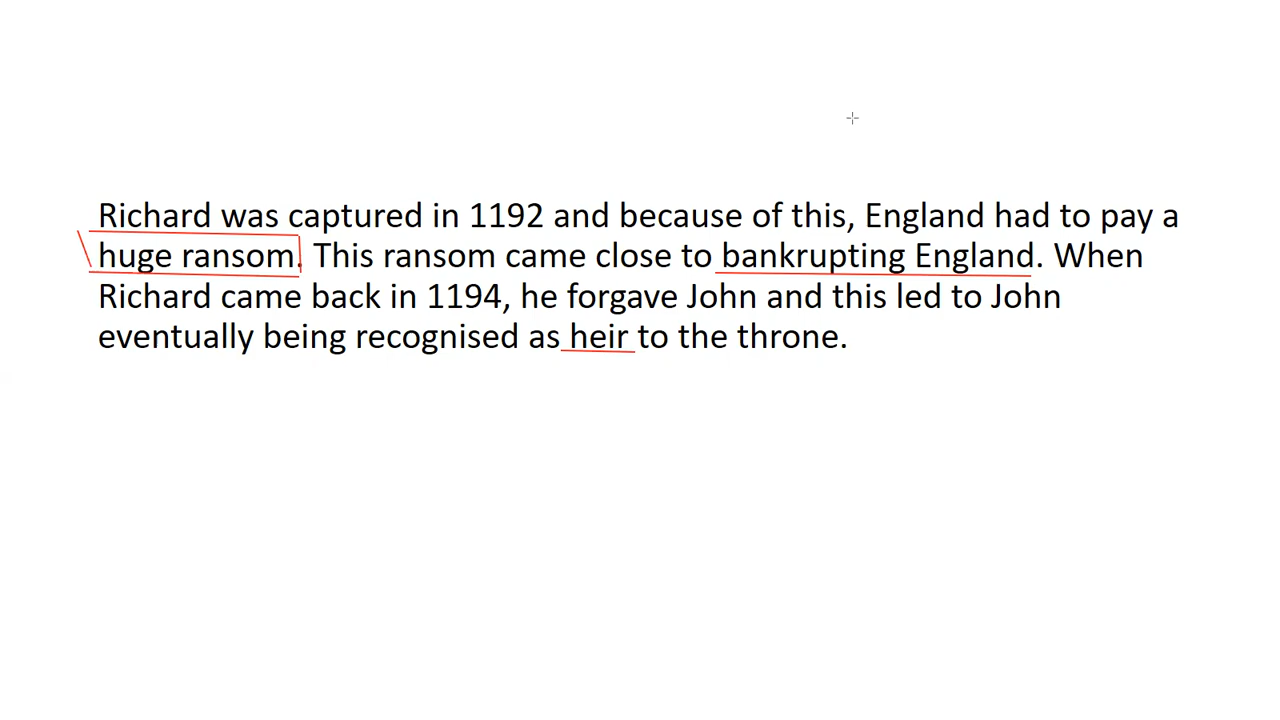 Richard was captured in 1192 and because of this, England had to pay a
huge ransom. This ransom came close to bankrupting England. When
Richard came back in 1194, he forgave John and this led to John
eventually being recognised as heir to the throne.